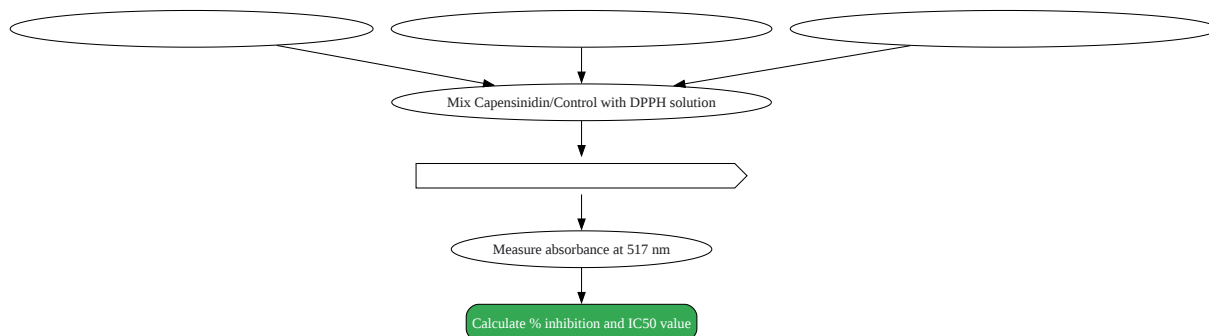 Mix Capensinidin/Control with DPPH solution
Measure absorbance at 517 nm
Calculate % inhibition and IC50 value